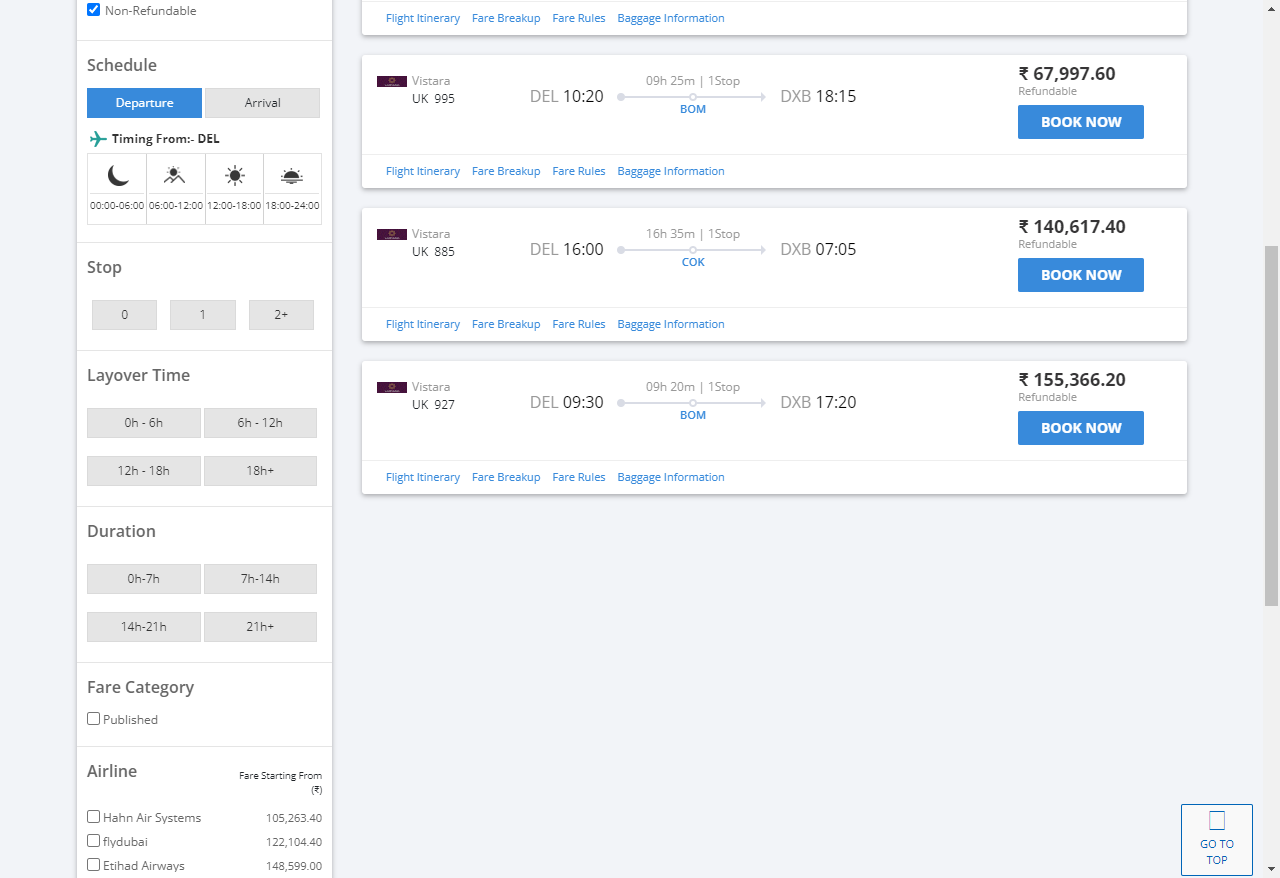 Non-Refundable
Schedule
Departure Arrival
Timing From:- DEL
00:00-06:00 06:00-12:00 12:00-18:00 18:00-24:00
Stop
0 1 2+
Layover Time
0h - 6h 6h - 12h
12h - 18h 18h+
Duration
0h-7h 7h-14h
14h-21h 21h+
Fare Category
Published
Airline Fare Starting From
(₹)
Hahn Air Systems 105,263.40
flydubai 122,104.40
Etihad Airways 148,599.00
Flight Itinerary Fare Breakup Fare Rules Baggage Information
Vistara 09h 25m | 1Stop ₹ 67,997.60
UK 995 DEL 10:20 DXB 18:15 Refundable
BOM BOOK NOW
Flight Itinerary Fare Breakup Fare Rules Baggage Information
Vistara 16h 35m | 1Stop ₹ 140,617.40
UK 885 DEL 16:00 DXB 07:05 Refundable
COK BOOK NOW
Flight Itinerary Fare Breakup Fare Rules Baggage Information
Vistara 09h 20m | 1Stop ₹ 155,366.20
UK 927 DEL 09:30 DXB 17:20 Refundable
BOM BOOK NOW
Flight Itinerary Fare Breakup Fare Rules Baggage Information
GO TO
TOP